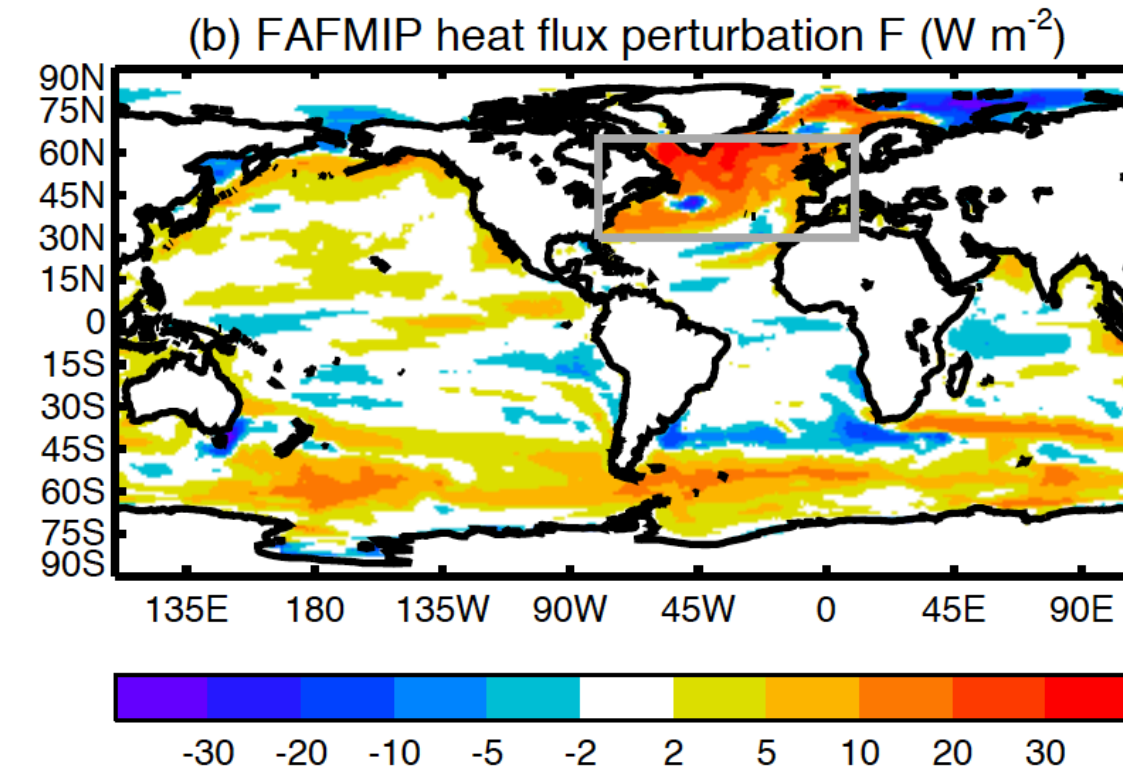 (b) FAFMIP heat flux perturbation F (W m⁻²)
90N
75N
60N
45N
30N
15N
0
15S
30S
45S
60S
75S
90S
135E 180 135W 90W 45W 0 45E 90E
-30 -20 -10 -5 -2 2 5 10 20 30